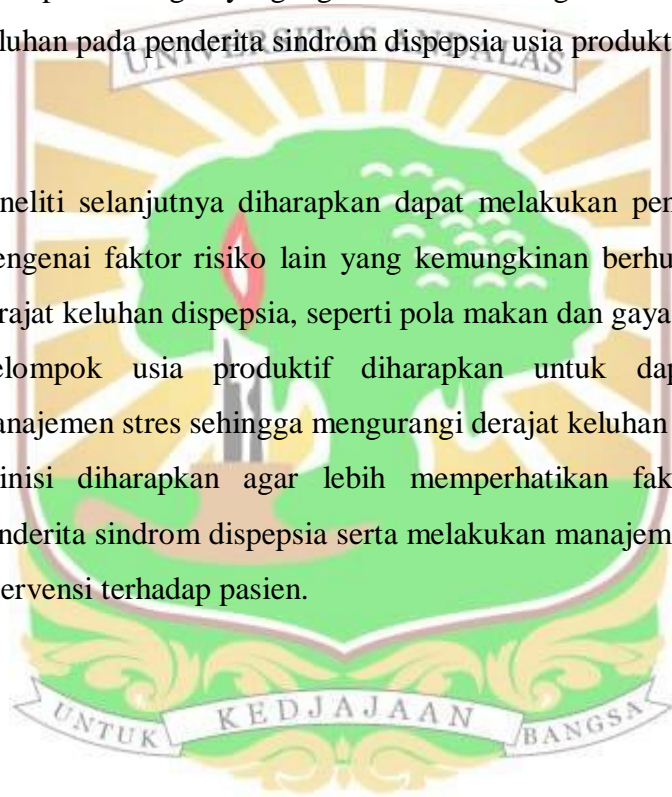 luhan pada penderita sindrom dispepsia usia produkt
UNIVERSITAS ANDALAS
neliti selanjutnya diharapkan dapat melakukan pen
engenai faktor risiko lain yang kemungkinan berhu
rajat keluhan dispepsia, seperti pola makan dan gaya
elompok usia produktif diharapkan untuk dap
anajemen stres sehingga mengurangi derajat keluhan
inisi diharapkan agar lebih memperhatikan fak
nderita sindrom dispepsia serta melakukan manajem
ervensi terhadap pasien.
UNTUK KEDJAJAAN BANGSA